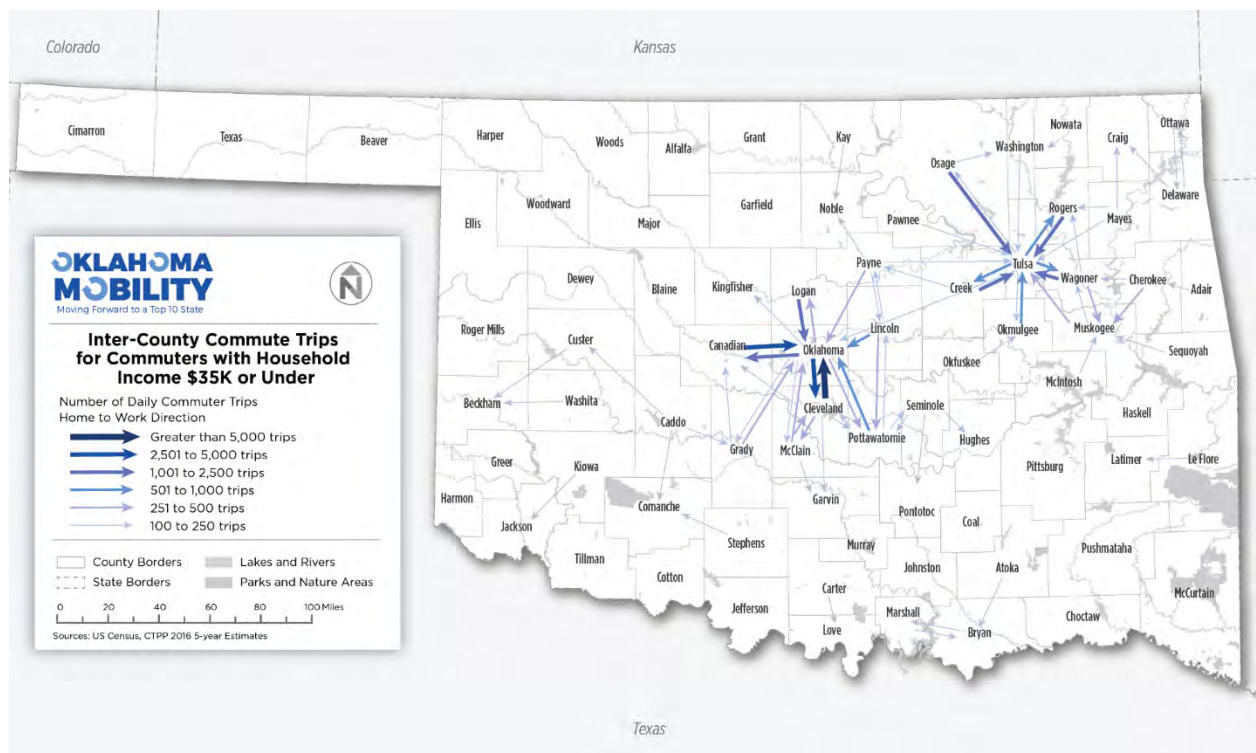 Colorado
Kansas
Cimarron
Texas
Beaver
Harper
Woods
Alfalfa
Grant
Kay
Nowata
Craig
Ottawa
Washington
Osage
Ellis
Woodward
Major
Garfield
Noble
Pawnee
Rogers
Mayes
Delaware
Tulsa
Payne
Creek
Wagoner
Cherokee
Adair
Dewey
Blaine
Kingfisher
Logan
Lincoln
Okmulgee
Muskogee
Sequoyah
Roger Mills
Custer
Canadian
Oklahoma
Okfuskee
McIntosh
Beckham
Washita
Caddo
Cleveland
Pottawatomie
Seminole
Hughes
Haskell
Grady
McClain
Pittsburg
Latimer
Le Flore
Greer
Kiowa
Harmon
Jackson
Comanche
Garvin
Pontotoc
Coal
Stephens
Murray
Tillman
Cotton
Johnston
Atoka
Pushmataha
McCurtain
Jefferson
Carter
Love
Marshall
Bryan
Choctaw
Texas
OKLAHOMA
MOBILITY
Moving Forward to a Top 10 State
N
Inter-County Commute Trips
for Commuters with Household
Income $35K or Under
Number of Daily Commuter Trips
Home to Work Direction
Greater than 5,000 trips
2,501 to 5,000 trips
1,001 to 2,500 trips
501 to 1,000 trips
251 to 500 trips
100 to 250 trips
County Borders
Lakes and Rivers
State Borders
Parks and Nature Areas
0 20 40 60 80 100 Miles
Sources: US Census, CTPP 2016 5-year Estimates